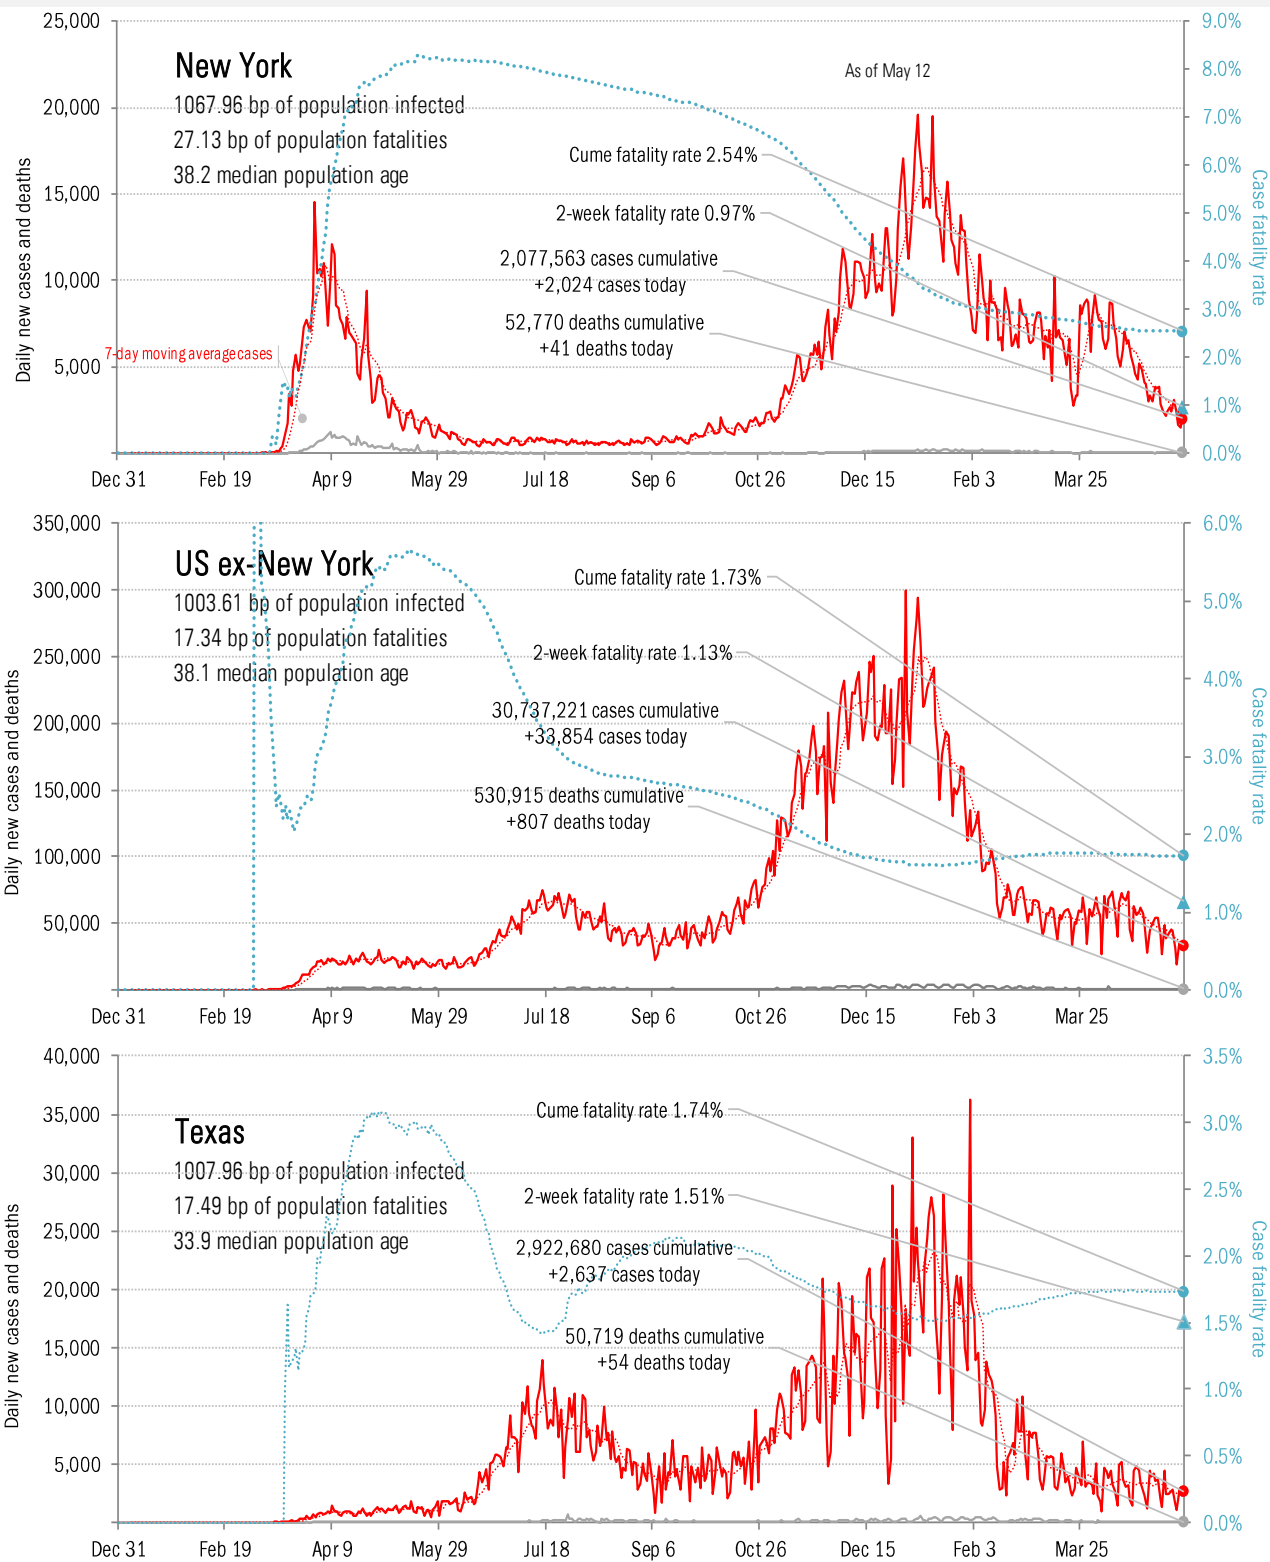 25,000
9.0%
New York
As of May 12
8.0%
1067.96 bp of population infected
20,000
7.0%
27.13 bp of population fatalities
Cume fatality rate 2.54%
6.0%
38.2 median population age
15,000
2-week fatality rate 0.97%
5.0%
2,077,563 cases cumulative
+2,024 cases today
4.0%
10,000
52,770 deaths cumulative
+41 deaths today
3.0%
7-day moving average cases
5,000
2.0%
1.0%
0.0%
Daily new cases and deaths
Case fatality rate
Dec 31 Feb 19 Apr 9 May 29 Jul 18 Sep 6 Oct 26 Dec 15 Feb 3 Mar 25
350,000
6.0%
US ex-New York
Cume fatality rate 1.73%
300,000
1003.61 bp of population infected
5.0%
17.34 bp of population fatalities
2-week fatality rate 1.13%
250,000
38.1 median population age
4.0%
30,737,221 cases cumulative
+33,854 cases today
200,000
3.0%
530,915 deaths cumulative
+807 deaths today
150,000
2.0%
100,000
50,000
1.0%
0.0%
Daily new cases and deaths
Case fatality rate
Dec 31 Feb 19 Apr 9 May 29 Jul 18 Sep 6 Oct 26 Dec 15 Feb 3 Mar 25
40,000
3.5%
Cume fatality rate 1.74%
35,000
3.0%
Texas
1007.96 bp of population infected
30,000
2-week fatality rate 1.51%
2.5%
17.49 bp of population fatalities
25,000
33.9 median population age
2,922,680 cases cumulative
+2,637 cases today
2.0%
20,000
50,719 deaths cumulative
+54 deaths today
1.5%
15,000
1.0%
10,000
5,000
0.5%
0.0%
Daily new cases and deaths
Case fatality rate
Dec 31 Feb 19 Apr 9 May 29 Jul 18 Sep 6 Oct 26 Dec 15 Feb 3 Mar 25